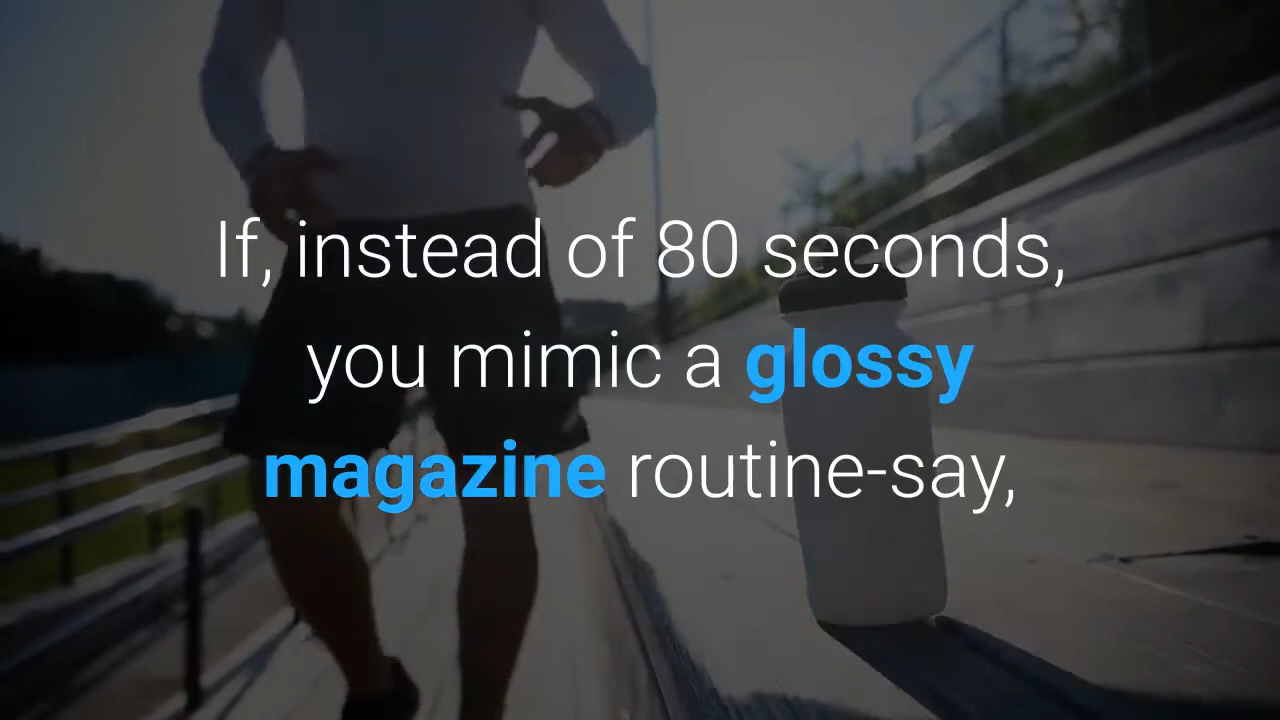 If, instead of 80 seconds,
you mimic a glossy
magazine routine-say,